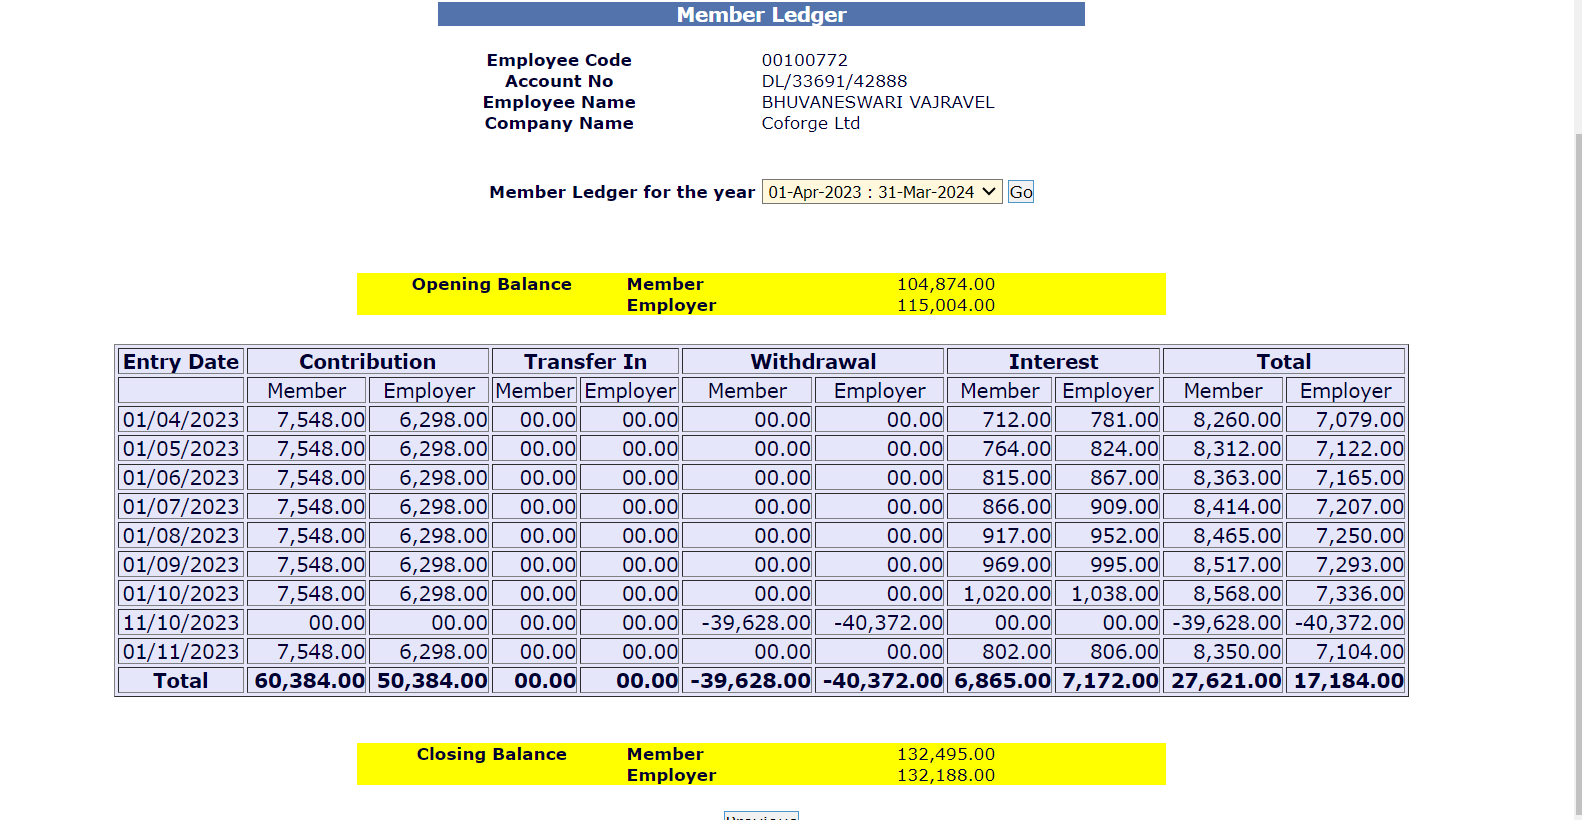 Member Ledger
Employee Code 00100772
Account No DL/33691/42888
Employee Name BHUVANESWARI VAJRAVEL
Company Name Coforge Ltd
Member Ledger for the year 01-Apr-2023 : 31-Mar-2024 Go
Opening Balance Member 104,874.00
Employer 115,004.00
Entry Date Contribution Transfer In Withdrawal Interest Total
Member Employer Member Employer Member Employer Member Employer Member Employer
01/04/2023 7,548.00 6,298.00 00.00 00.00 00.00 00.00 712.00 781.00 8,260.00 7,079.00
01/05/2023 7,548.00 6,298.00 00.00 00.00 00.00 00.00 764.00 824.00 8,312.00 7,122.00
01/06/2023 7,548.00 6,298.00 00.00 00.00 00.00 00.00 815.00 867.00 8,363.00 7,165.00
01/07/2023 7,548.00 6,298.00 00.00 00.00 00.00 00.00 866.00 909.00 8,414.00 7,207.00
01/08/2023 7,548.00 6,298.00 00.00 00.00 00.00 00.00 917.00 952.00 8,465.00 7,250.00
01/09/2023 7,548.00 6,298.00 00.00 00.00 00.00 00.00 969.00 995.00 8,517.00 7,293.00
01/10/2023 7,548.00 6,298.00 00.00 00.00 00.00 00.00 1,020.00 1,038.00 8,568.00 7,336.00
11/10/2023 00.00 00.00 00.00 00.00 -39,628.00 -40,372.00 00.00 00.00 -39,628.00 -40,372.00
01/11/2023 7,548.00 6,298.00 00.00 00.00 00.00 00.00 802.00 806.00 8,350.00 7,104.00
Total 60,384.00 50,384.00 00.00 00.00 -39,628.00 -40,372.00 6,865.00 7,172.00 27,621.00 17,184.00
Closing Balance Member 132,495.00
Employer 132,188.00